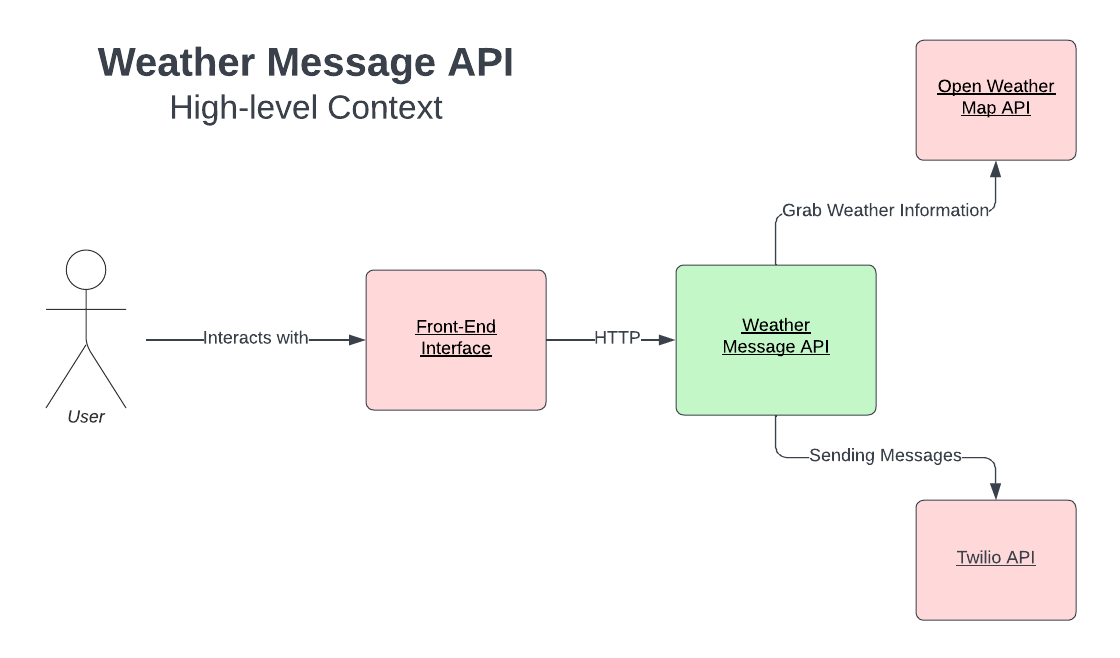 Weather Message API
High-level Context
Open Weather
Map API
Grab Weather Information
User
Interacts with
Front-End
Interface
HTTP
Weather
Message API
Sending Messages
Twilio API